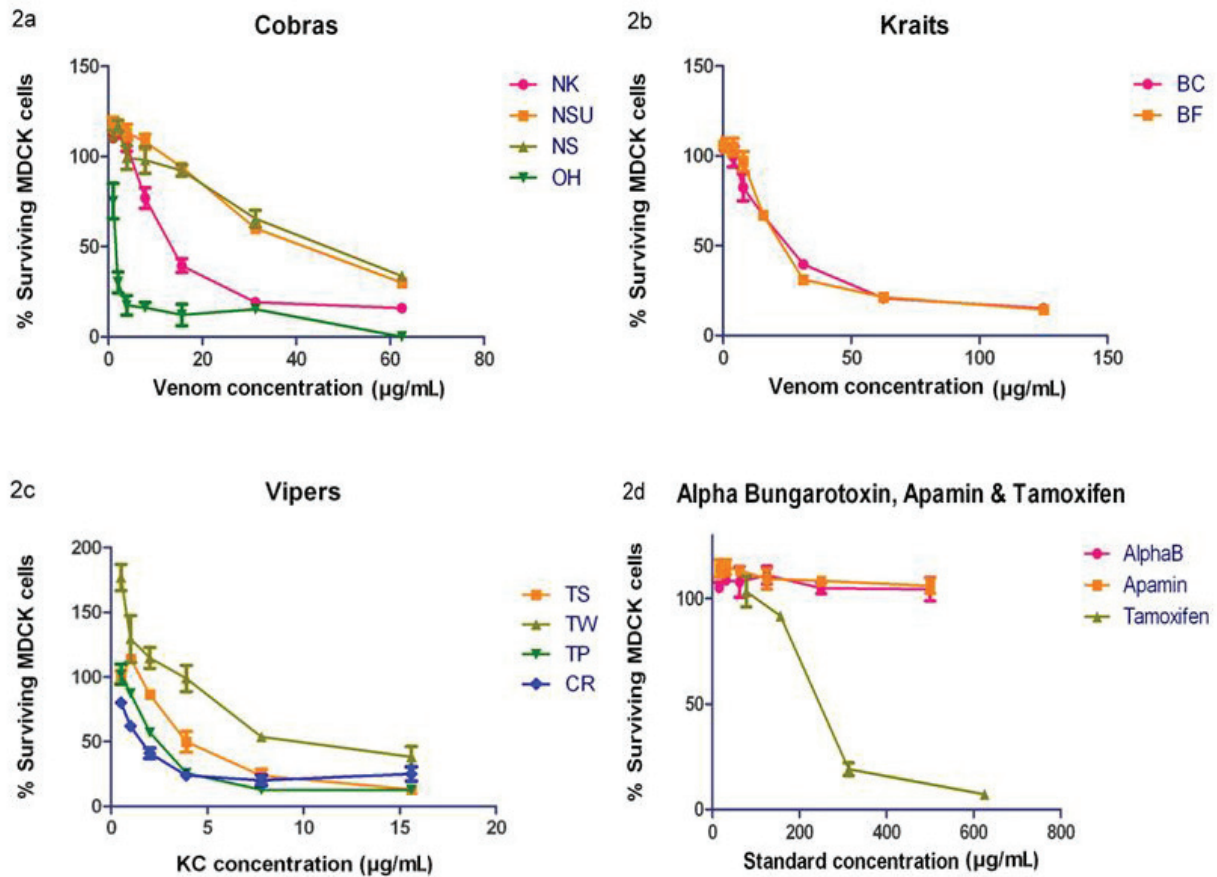 2a
Cobras
% Surviving MDCK cells
150
100
50
0
0 20 40 60 80
Venom concentration (µg/mL)
NK
NSU
NS
OH
2b
Kraits
% Surviving MDCK cells
150
100
50
0
0 50 100 150
Venom concentration (µg/mL)
BC
BF
2c
Vipers
% Surviving MDCK cells
200
150
100
50
0
0 5 10 15 20
KC concentration (µg/mL)
TS
TW
TP
CR
2d
Alpha Bungarotoxin, Apamin & Tamoxifen
% Surviving MDCK cells
100
50
0
0 200 400 600 800
Standard concentration (µg/mL)
AlphaB
Apamin
Tamoxifen